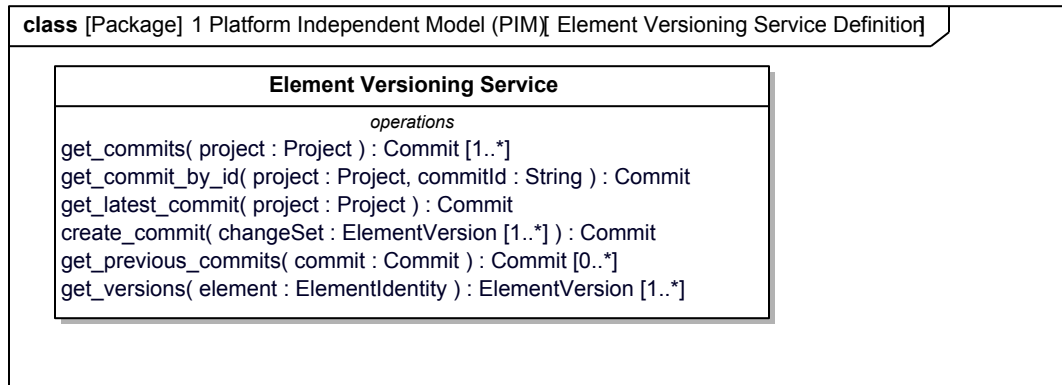 class [Package] 1 Platform Independent Model (PIM)[ Element Versioning Service Definition]
Element Versioning Service
operations
get_commits( project : Project ) : Commit [1..*]
get_commit_by_id( project : Project, commitId : String ) : Commit
get_latest_commit( project : Project ) : Commit
create_commit( changeSet : ElementVersion [1..*] ) : Commit
get_previous_commits( commit : Commit ) : Commit [0..*]
get_versions( element : ElementIdentity ) : ElementVersion [1..*]